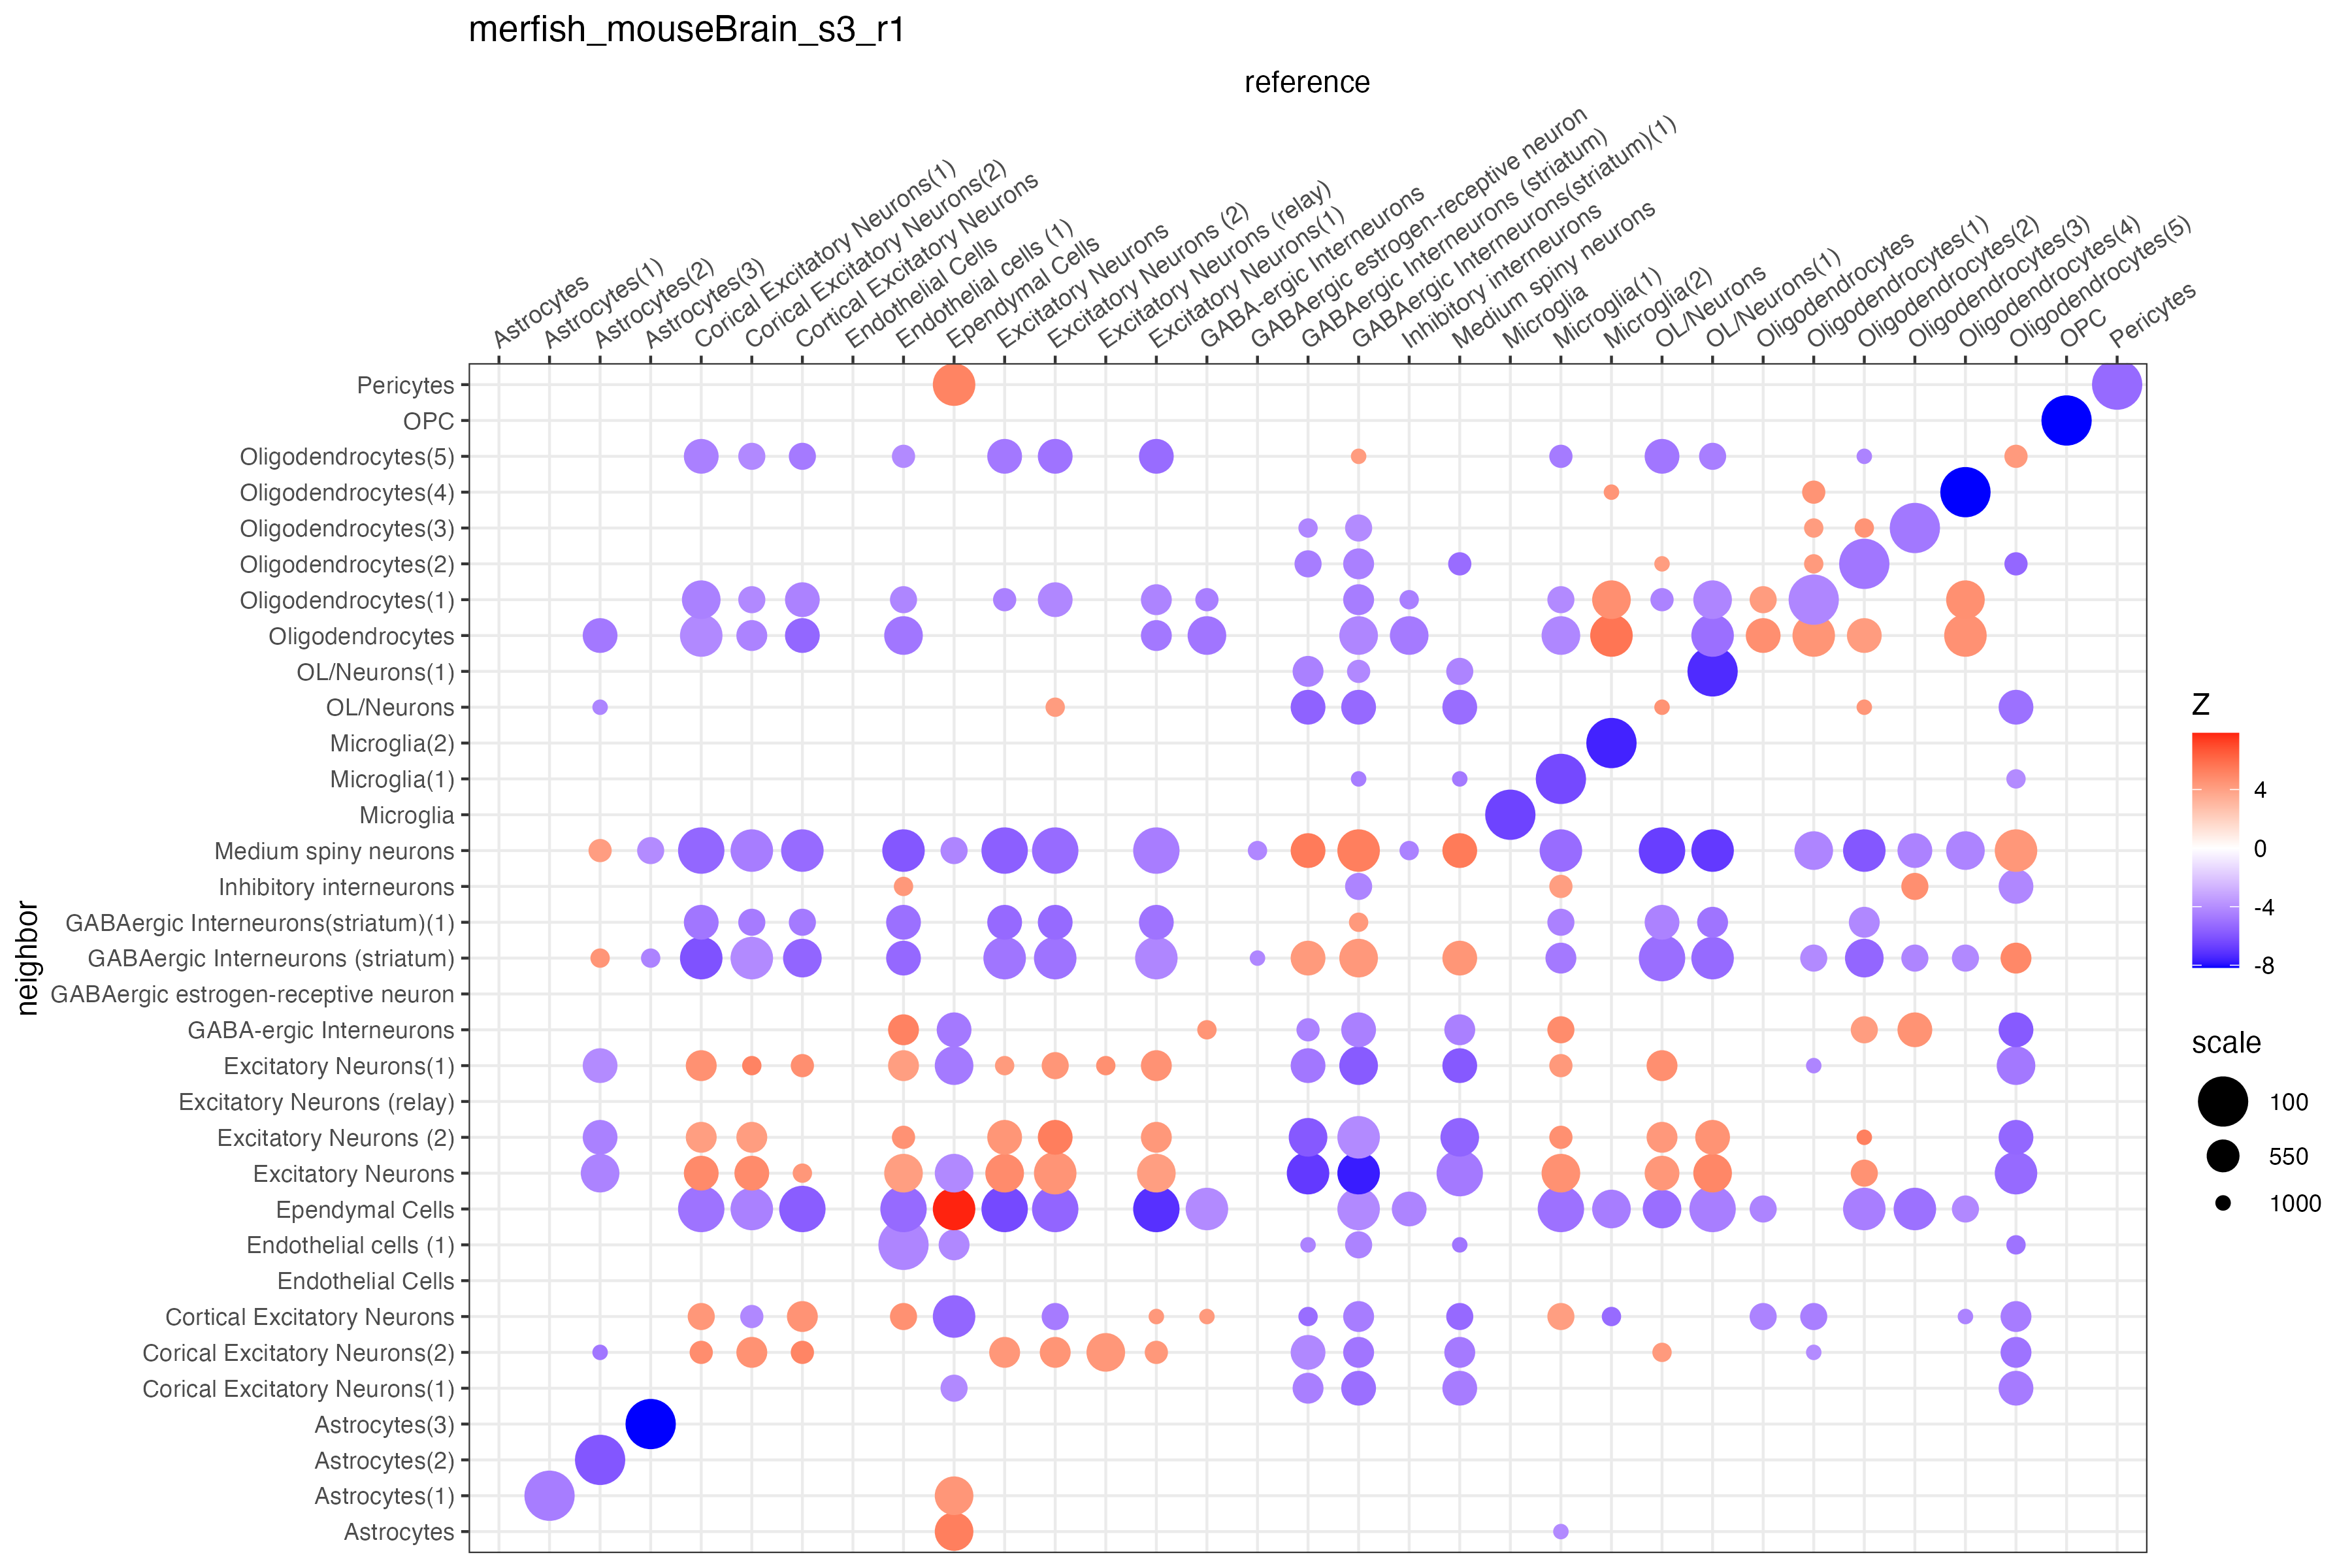 merfish_mouseBrain_s3_r1
reference
Astrocytes
Astrocytes(1)
Astrocytes(2)
Astrocytes(3)
Corical Excitatory Neurons(1)
Corical Excitatory Neurons(2)
Cortical Excitatory Neurons
Endothelial Cells
Endothelial cells (1)
Ependymal Cells
Excitatory Neurons
Excitatory Neurons (2)
Excitatory Neurons (relay)
Excitatory Neurons(1)
GABA-ergic Interneurons
GABAergic estrogen-receptive neuron
GABAergic Interneurons (striatum)
GABAergic Interneurons(striatum)(1)
Inhibitory interneurons
Medium spiny neurons
Microglia
Microglia(1)
Microglia(2)
OL/Neurons
OL/Neurons(1)
Oligodendrocytes
Oligodendrocytes(1)
Oligodendrocytes(2)
Oligodendrocytes(3)
Oligodendrocytes(4)
Oligodendrocytes(5)
OPC
Pericytes
neighbor
Pericytes
OPC
Oligodendrocytes(5)
Oligodendrocytes(4)
Oligodendrocytes(3)
Oligodendrocytes(2)
Oligodendrocytes(1)
Oligodendrocytes
OL/Neurons(1)
OL/Neurons
Microglia(2)
Microglia(1)
Microglia
Medium spiny neurons
Inhibitory interneurons
GABAergic Interneurons(striatum)(1)
GABAergic Interneurons (striatum)
GABAergic estrogen-receptive neuron
GABA-ergic Interneurons
Excitatory Neurons(1)
Excitatory Neurons (relay)
Excitatory Neurons (2)
Excitatory Neurons
Ependymal Cells
Endothelial cells (1)
Endothelial Cells
Cortical Excitatory Neurons
Corical Excitatory Neurons(2)
Corical Excitatory Neurons(1)
Astrocytes(3)
Astrocytes(2)
Astrocytes(1)
Astrocytes
Z
4
0
-4
-8
scale
100
550
1000